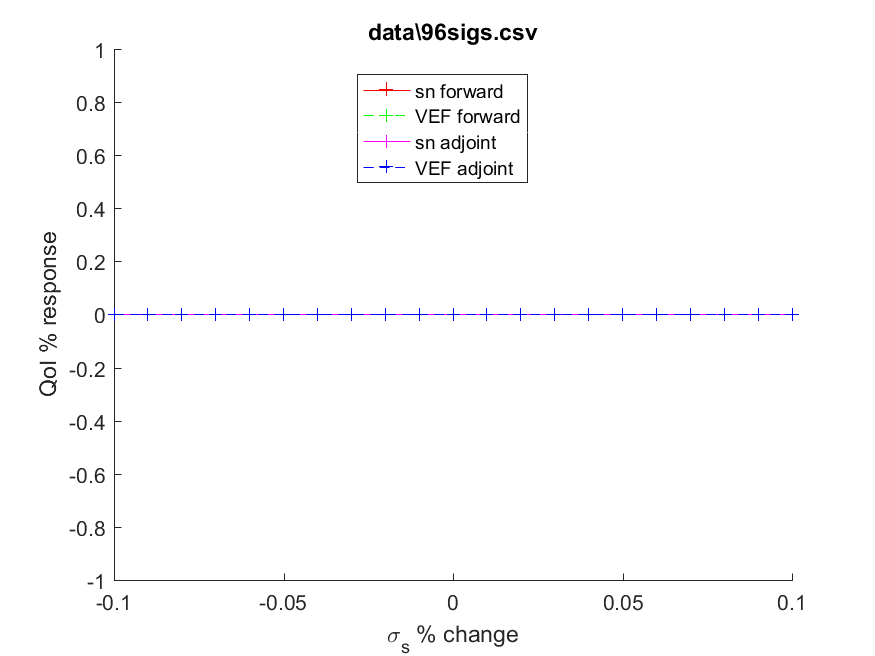 data\96sigs.csv
sn forward
VEF forward
sn adjoint
VEF adjoint
QoI % response
1
0.8
0.6
0.4
0.2
0
-0.2
-0.4
-0.6
-0.8
-1
-0.1 -0.05 0 0.05 0.1
σs % change